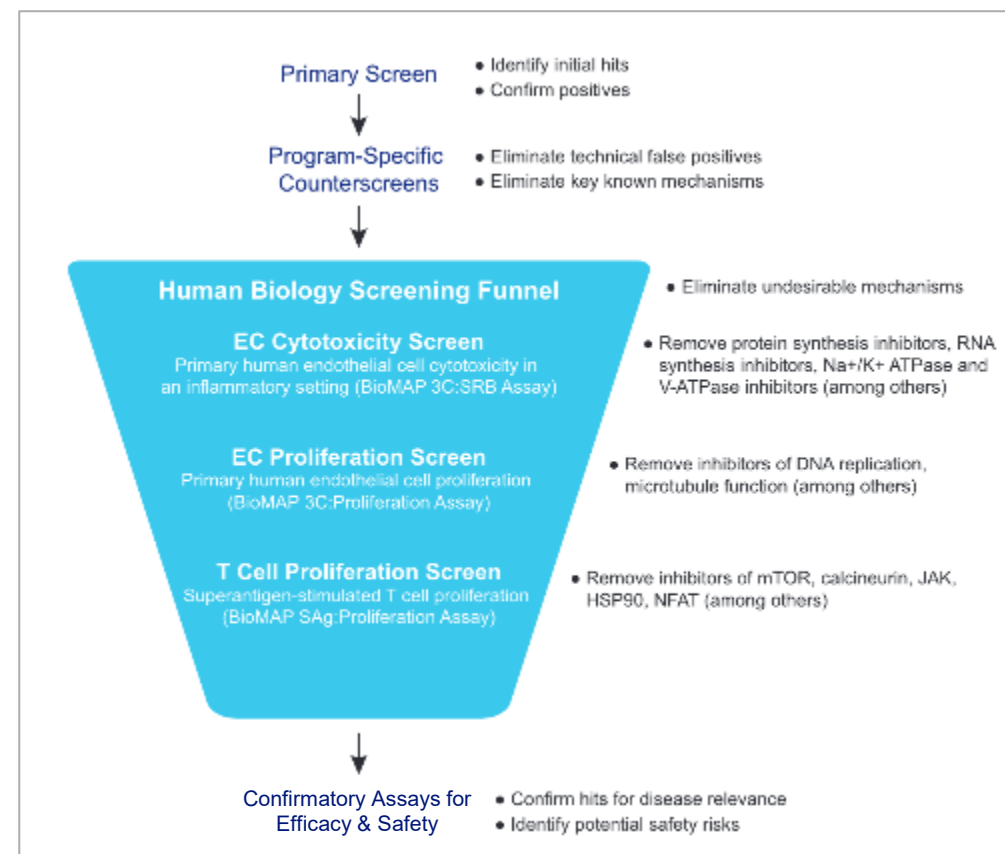 Primary Screen
• Identify initial hits
• Confirm positives
Program-Specific
Counterscreens
• Eliminate technical false positives
• Eliminate key known mechanisms
Human Biology Screening Funnel
• Eliminate undesirable mechanisms
EC Cytotoxicity Screen
Primary human endothelial cell cytotoxicity in
an inflammatory setting (BioMAP 3C:SRB Assay)
• Remove protein synthesis inhibitors, RNA
synthesis inhibitors, Na+/K+ ATPase and
V-ATPase inhibitors (among others)
EC Proliferation Screen
Primary human endothelial cell proliferation
(BioMAP 3C:Proliferation Assay)
• Remove inhibitors of DNA replication,
microtubule function (among others)
T Cell Proliferation Screen
Superantigen-stimulated T cell proliferation
(BioMAP SAg:Proliferation Assay)
• Remove inhibitors of mTOR, calcineurin, JAK,
HSP90, NFAT (among others)
Confirmatory Assays for
Efficacy & Safety
• Confirm hits for disease relevance
• Identify potential safety risks